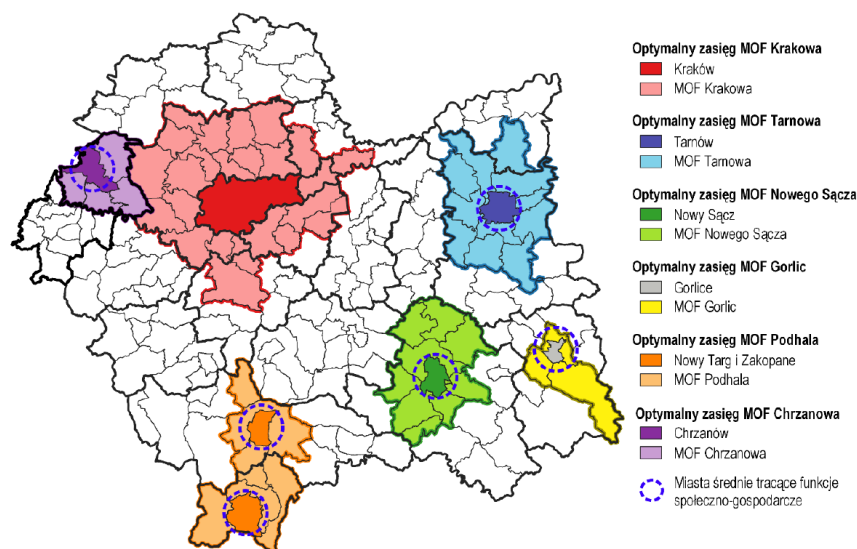 Optymalny zasięg MOF Krakowa
Kraków
MOF Krakowa
Optymalny zasięg MOF Tarnowa
Tarnów
MOF Tarnowa
Optymalny zasięg MOF Nowego Sącza
Nowy Sącz
MOF Nowego Sącza
Optymalny zasięg MOF Gorlic
Gorlice
MOF Gorlic
Optymalny zasięg MOF Podhala
Nowy Targ i Zakopane
MOF Podhala
Optymalny zasięg MOF Chrzanowa
Chrzanów
MOF Chrzanowa
Miasta średnie tracące funkcje
społeczno-gospodarcze